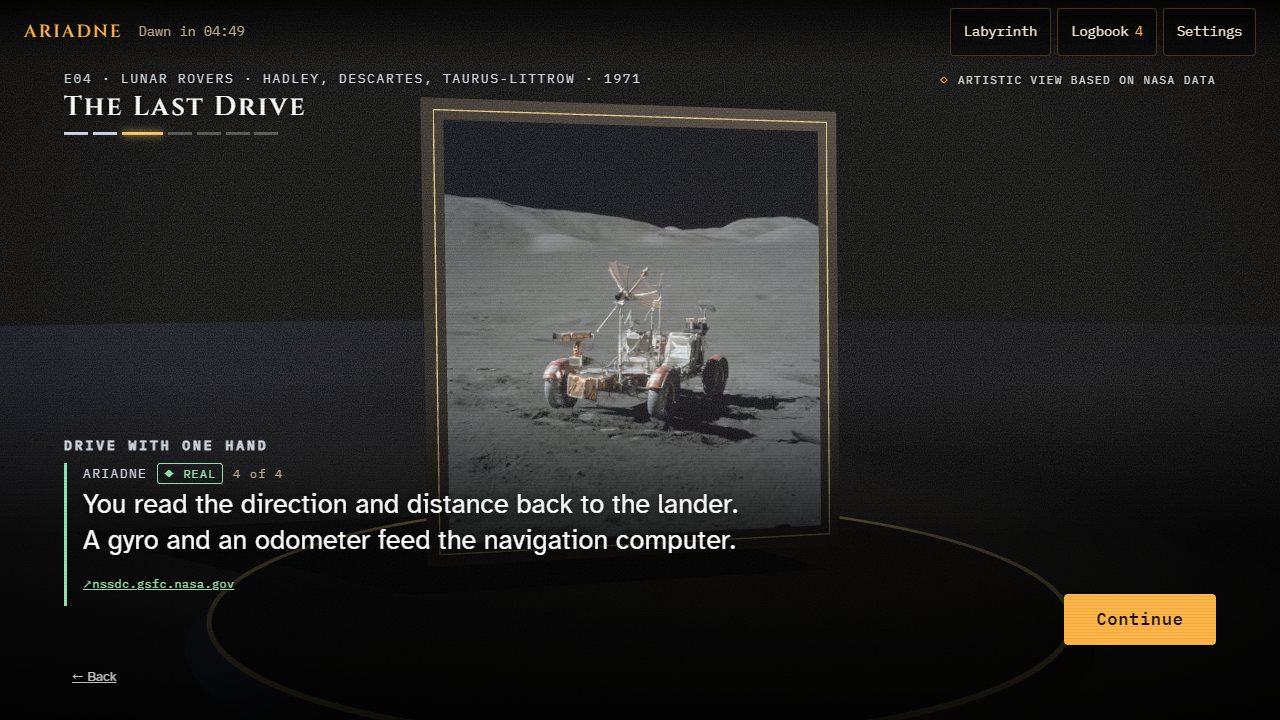 ARIADNE
Dawn in 04:49
Labyrinth
Logbook 4
Settings
E04 · LUNAR ROVERS · HADLEY, DESCARTES, TAURUS-LITTROW · 1971
◇ ARTISTIC VIEW BASED ON NASA DATA
The Last Drive
DRIVE WITH ONE HAND
ARIADNE ◆ REAL 4 of 4
You read the direction and distance back to the lander.
A gyro and an odometer feed the navigation computer.
↗nssdc.gsfc.nasa.gov
Continue
← Back